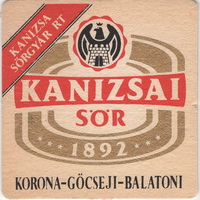 KANIZSA
SÖRGYÁR RT
KANIZSAI
SÖR
1892
KORONA-GÖCSEJI-BALATONI